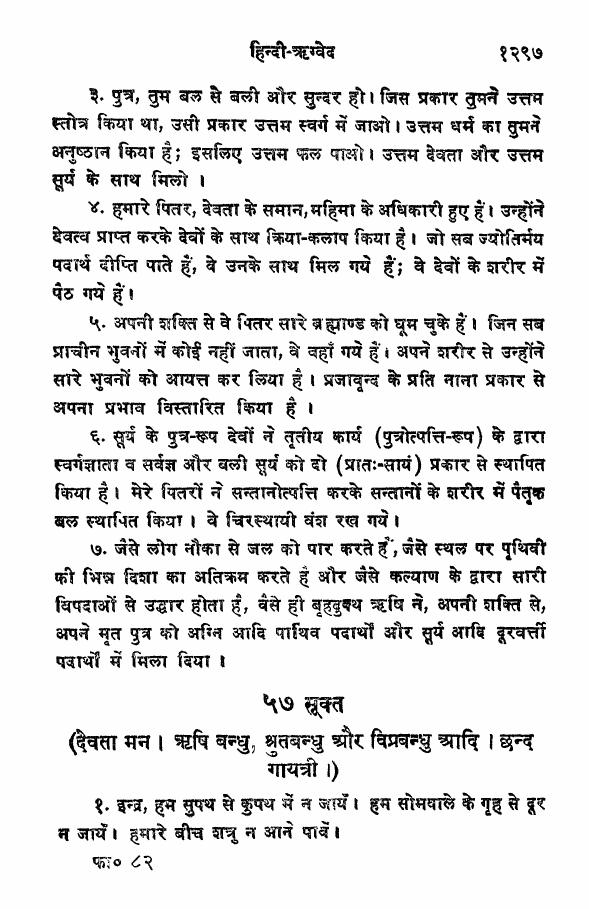 हिन्दी-ऋग्वेद १२९७
३. पुत्र, तुम बल से बली और सुन्दर हो। जिस प्रकार तुमने उत्तम
स्तोत्र किया था, उसी प्रकार उत्तम स्वर्ग में जाओ। उत्तम धर्म का तुमने
अनुष्ठान किया है; इसलिए उत्तम फल पाओ। उत्तम देवता और उत्तम
सूर्य के साथ मिलो ।
४. हमारे पितर, देवता के समान, महिमा के अधिकारी हुए हैं। उन्होंने
देवत्व प्राप्त करके देवों के साथ क्रिया-कलाप किया है। जो सब ज्योतिर्मय
पदार्थ दीप्ति पाते हैं, वे उनके साथ मिल गये हैं; वे देवों के शरीर में
पैठ गये हैं।
५. अपनी शक्ति से वे पितर सारे ब्रह्माण्ड को घूम चुके हैं। जिन सब
प्राचीन भुवनों में कोई नहीं जाता, वे वहाँ गये हैं। अपने शरीर से उन्होंने
सारे भुवनों को आयत्त कर लिया है। प्रजावृन्द के प्रति नाना प्रकार से
अपना प्रभाव विस्तारित किया है ।
६. सूर्य के पुत्र-रूप देवों ने तृतीय कार्य (पुत्रोत्पत्ति-रूप) के द्वारा
स्वर्गज्ञाता व सर्वज्ञ और बली सूर्य को दो (प्रातः-सायं) प्रकार से स्थापित
किया है। मेरे पितरों ने सन्तानोत्पत्ति करके सन्तानों के शरीर में पैतृक
बल स्थापित किया। वे चिरस्थायी वंश रख गये।
७. जैसे लोग नौका से जल को पार करते हैं, जैसे स्थल पर पृथिवी
की भिन्न दिशा का अतिक्रम करते हैं और जैसे कल्याण के द्वारा सारी
विपदाओं से उद्धार होता है, वैसे ही बृहदुक्थ ऋषि ने, अपनी शक्ति से,
अपने मृत पुत्र को अग्नि आदि पार्थिव पदार्थों और सूर्य आदि दूरवर्त्ती
पदार्थों में मिला दिया ।
५७ सूक्त
(देवता मन । ऋषि बन्धु, श्रुतबन्धु और विप्रबन्धु आदि । छन्द
गायत्री ।)
१. इन्द्र, हम सुपथ से कुपथ में न जायँ। हम सोमवाले के गृह से दूर
न जायँ। हमारे बीच शत्रु न आने पावें।
फा० ८२